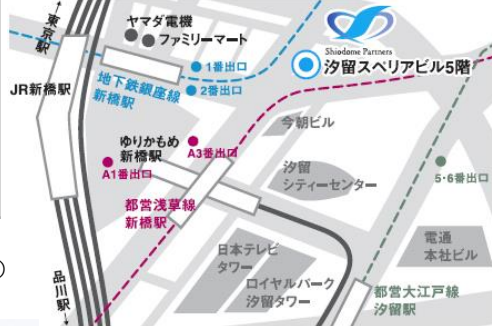 ↑東京駅
ヤマダ電機
ファミリーマート
Shiodome Partners
汐留スペリアビル5階
1番出口
2番出口
JR新橋駅
地下鉄銀座線
新橋駅
今朝ビル
ゆりかもめ
新橋駅
A3番出口
A1番出口
汐留
シティーセンター
5・6番出口
都営浅草線
新橋駅
日本テレビ
タワー
電通
本社ビル
ロイヤルパーク
汐留タワー
都営大江戸線
汐留駅
品川駅↓